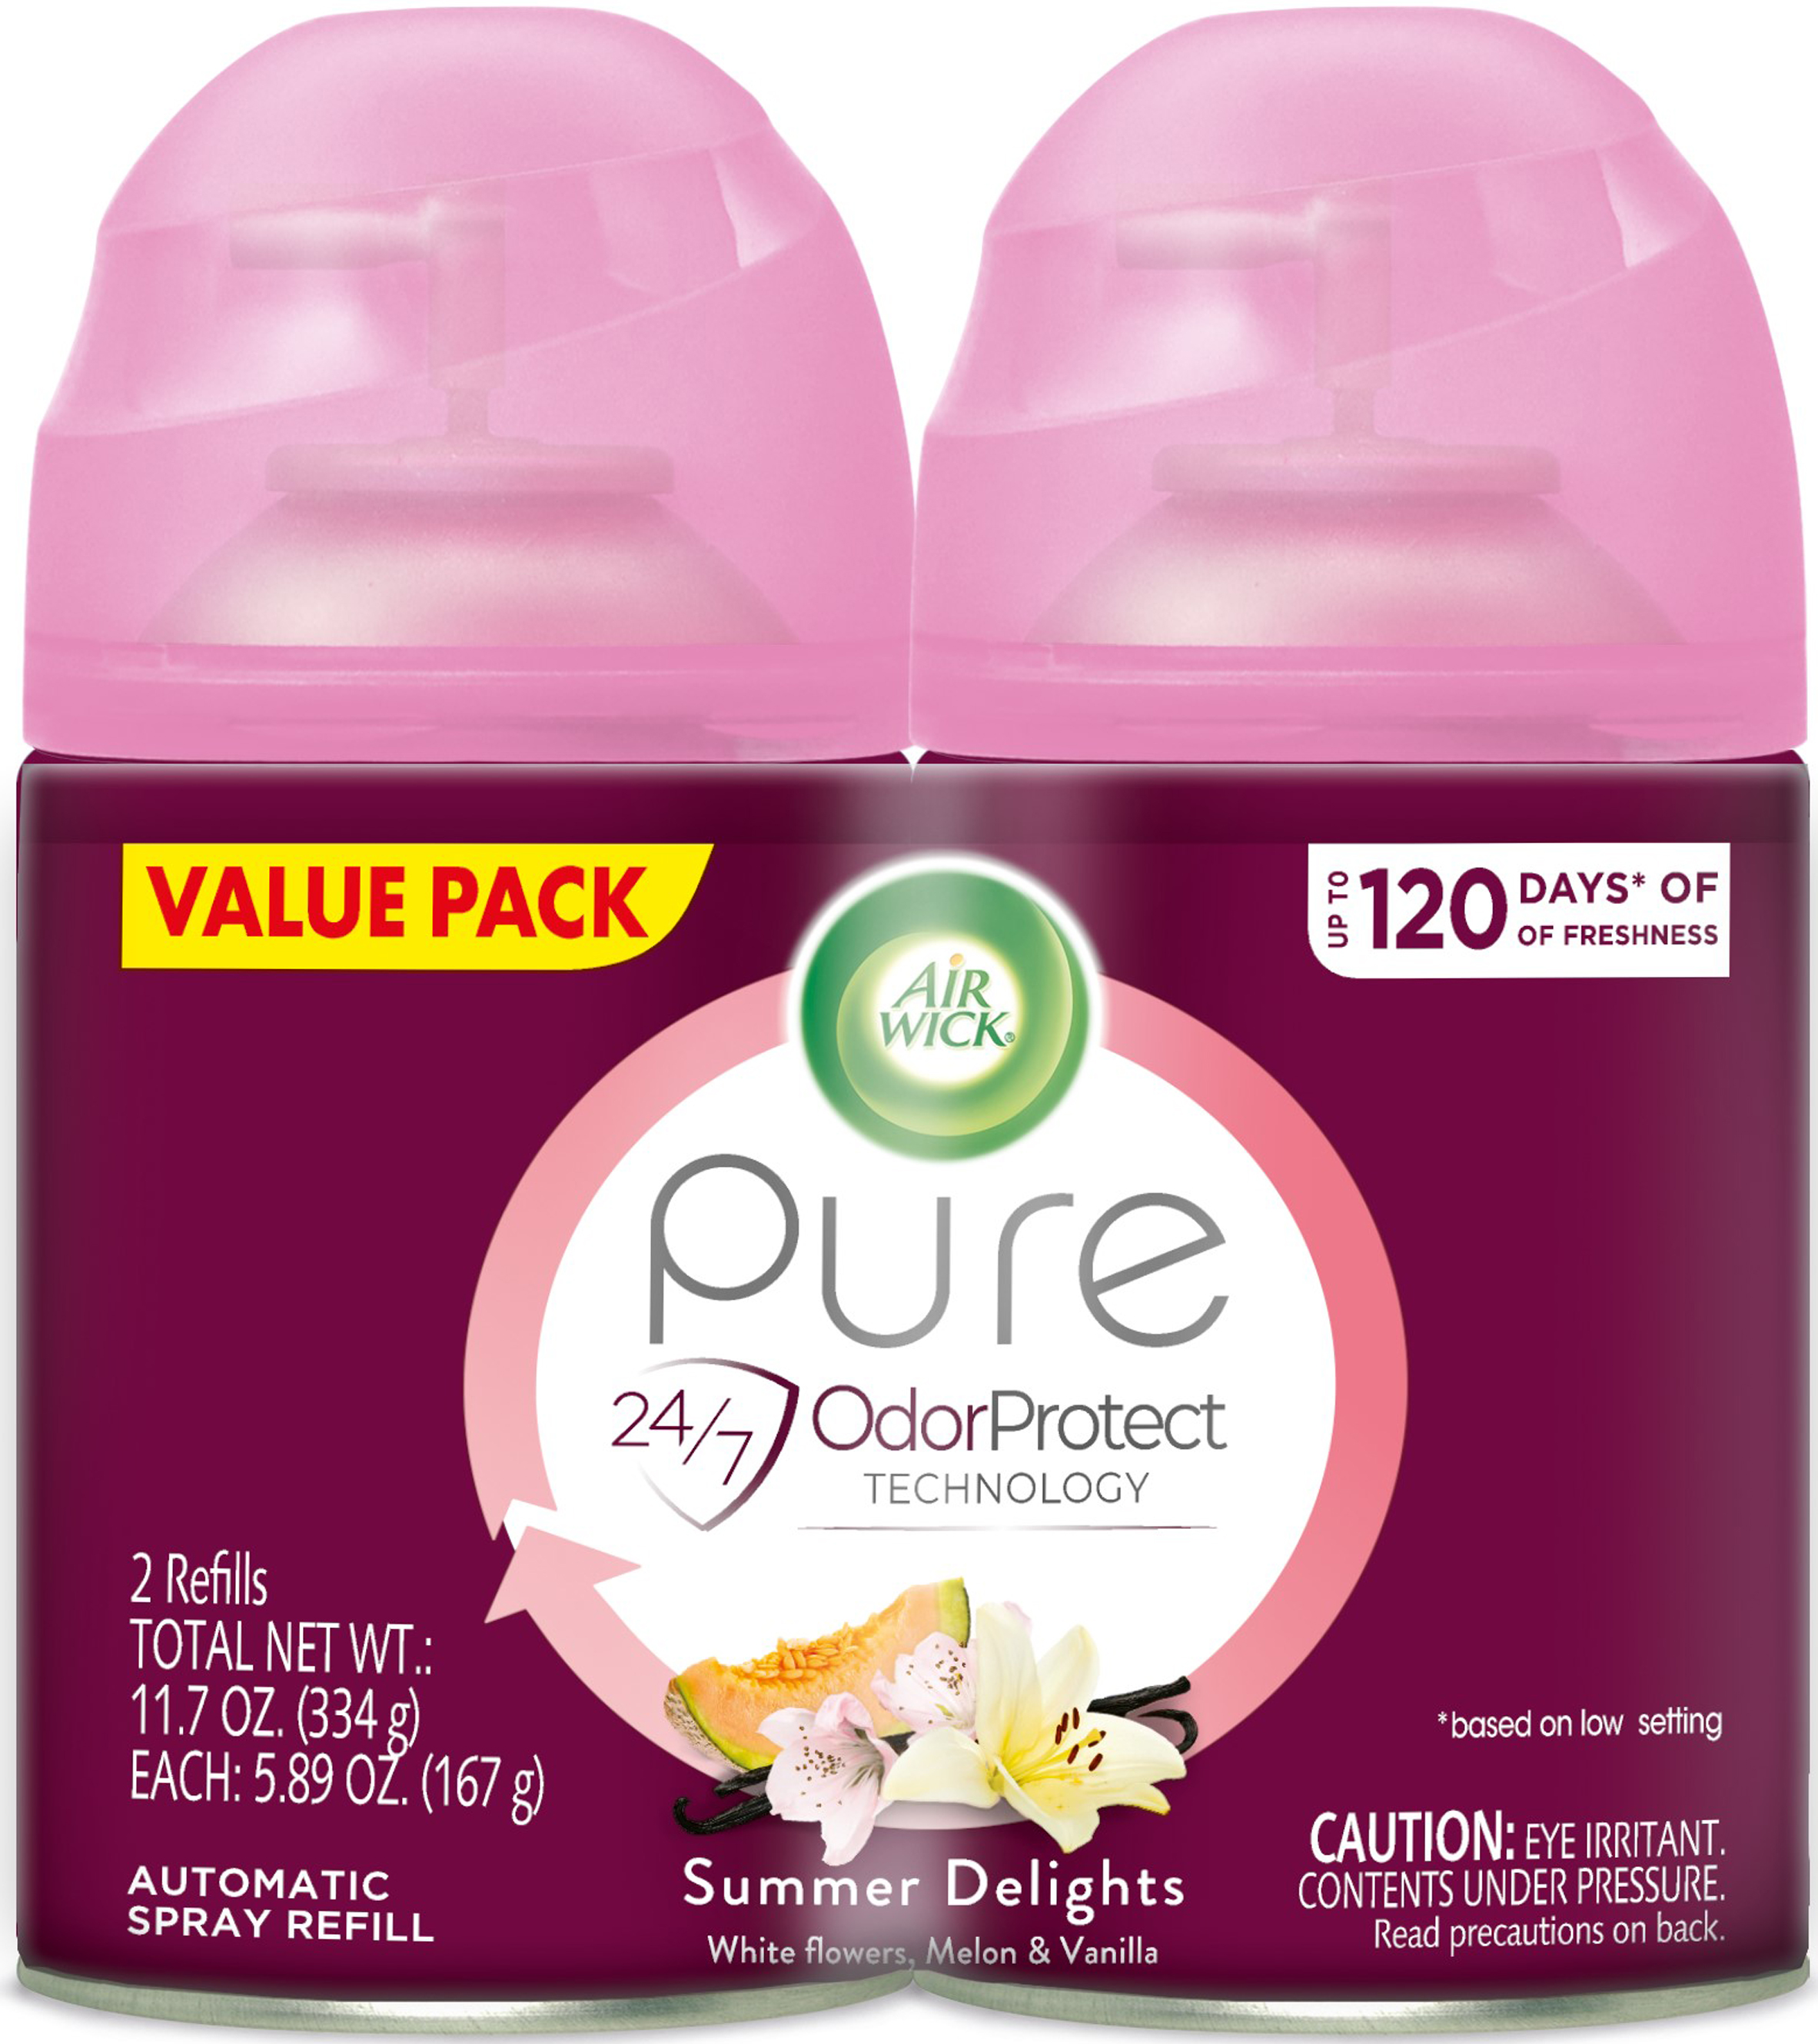 VALUE PACK
UP TO 120 DAYS* OF
OF FRESHNESS
AIR
WICK®
Pure
24/7 OdorProtect
TECHNOLOGY
2 Refills
TOTAL NET WT.:
11.7 OZ. (334 g)
EACH: 5.89 OZ. (167 g)
AUTOMATIC
SPRAY REFILL
Summer Delights
White flowers, Melon & Vanilla
*based on low setting
CAUTION: EYE IRRITANT.
CONTENTS UNDER PRESSURE.
Read precautions on back.